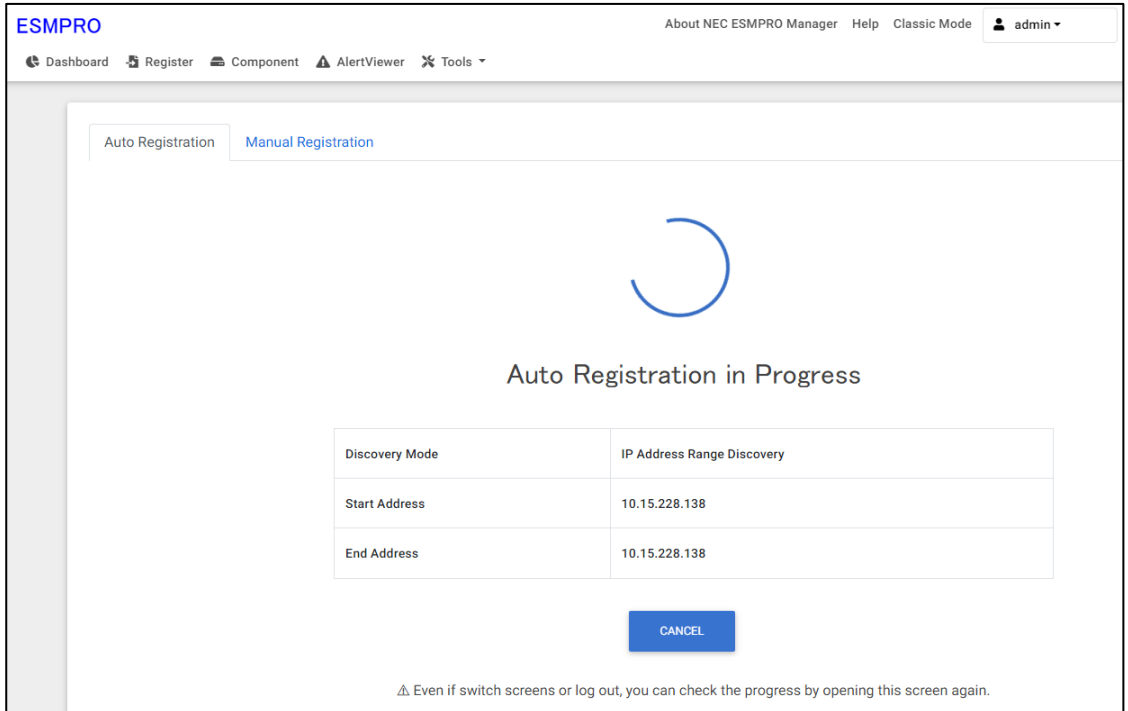 ESMPRO
About NEC ESMPRO Manager Help Classic Mode admin
Dashboard Register Component AlertViewer Tools
Auto Registration Manual Registration
Auto Registration in Progress
Discovery Mode IP Address Range Discovery
Start Address 10.15.228.138
End Address 10.15.228.138
CANCEL
⚠ Even if switch screens or log out, you can check the progress by opening this screen again.